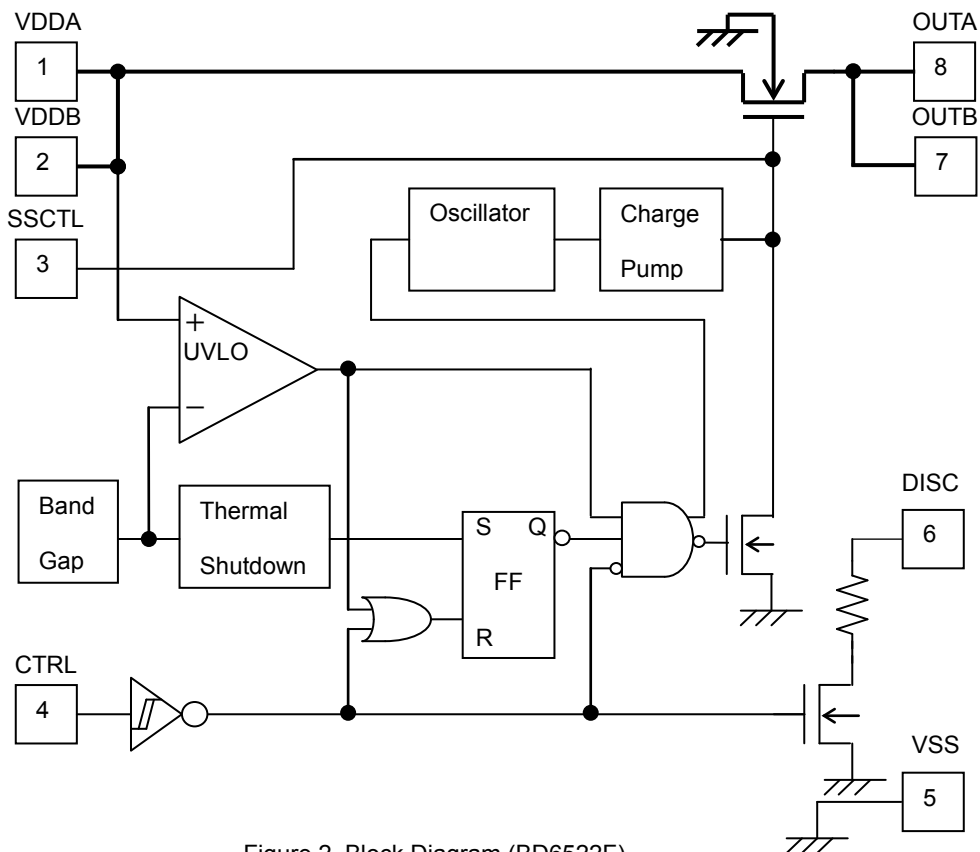 VDDA
OUTA
1
8
VDDB
OUTB
2
7
SSCTL
3
Oscillator
Charge
Pump
+
UVLO
−
Band
Gap
Thermal
Shutdown
S
Q
FF
R
DISC
6
CTRL
4
VSS
5